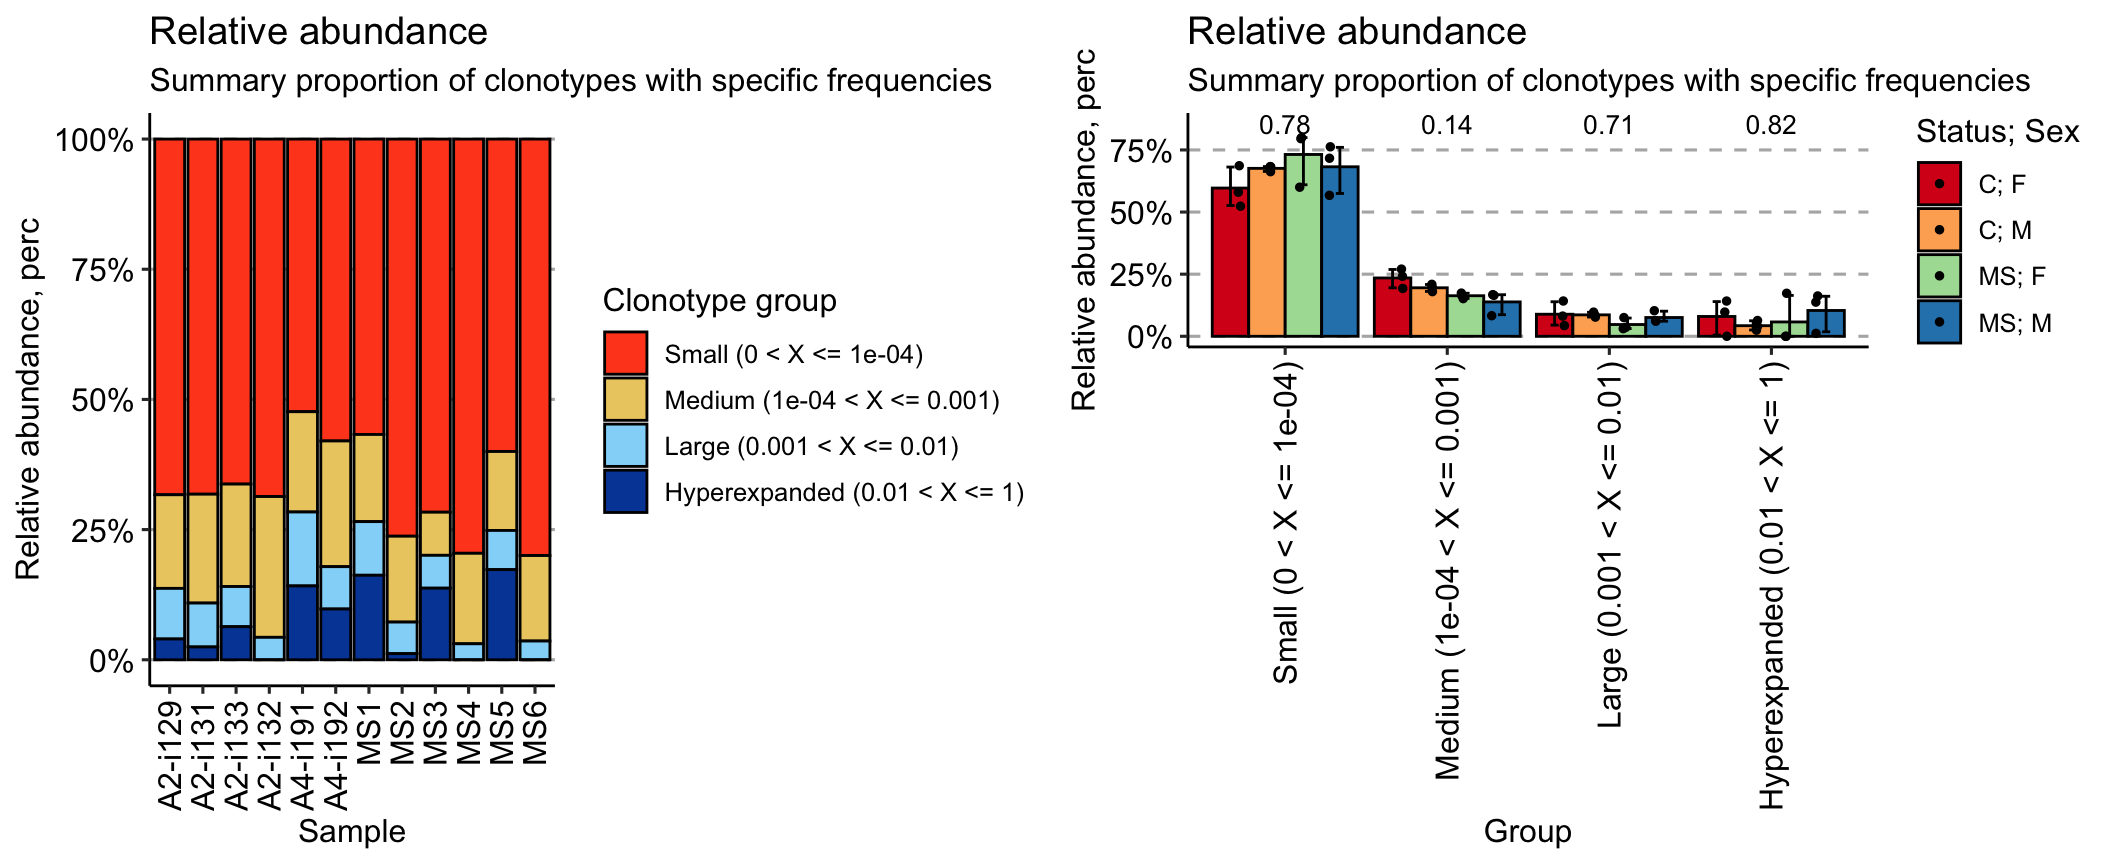 Relative abundance
Summary proportion of clonotypes with specific frequencies
Relative abundance, perc
100%
75%
50%
25%
0%
A2-i129
A2-i131
A2-i133
A2-i132
A4-i191
A4-i192
MS1
MS2
MS3
MS4
MS5
MS6
Sample
Clonotype group
Small (0 < X <= 1e-04)
Medium (1e-04 < X <= 0.001)
Large (0.001 < X <= 0.01)
Hyperexpanded (0.01 < X <= 1)
Relative abundance
Summary proportion of clonotypes with specific frequencies
Relative abundance, perc
0.78 0.14 0.71 0.82
75%
50%
25%
0%
Small (0 < X <= 1e-04)
Medium (1e-04 < X <= 0.001)
Large (0.001 < X <= 0.01)
Hyperexpanded (0.01 < X <= 1)
Group
Status; Sex
C; F
C; M
MS; F
MS; M